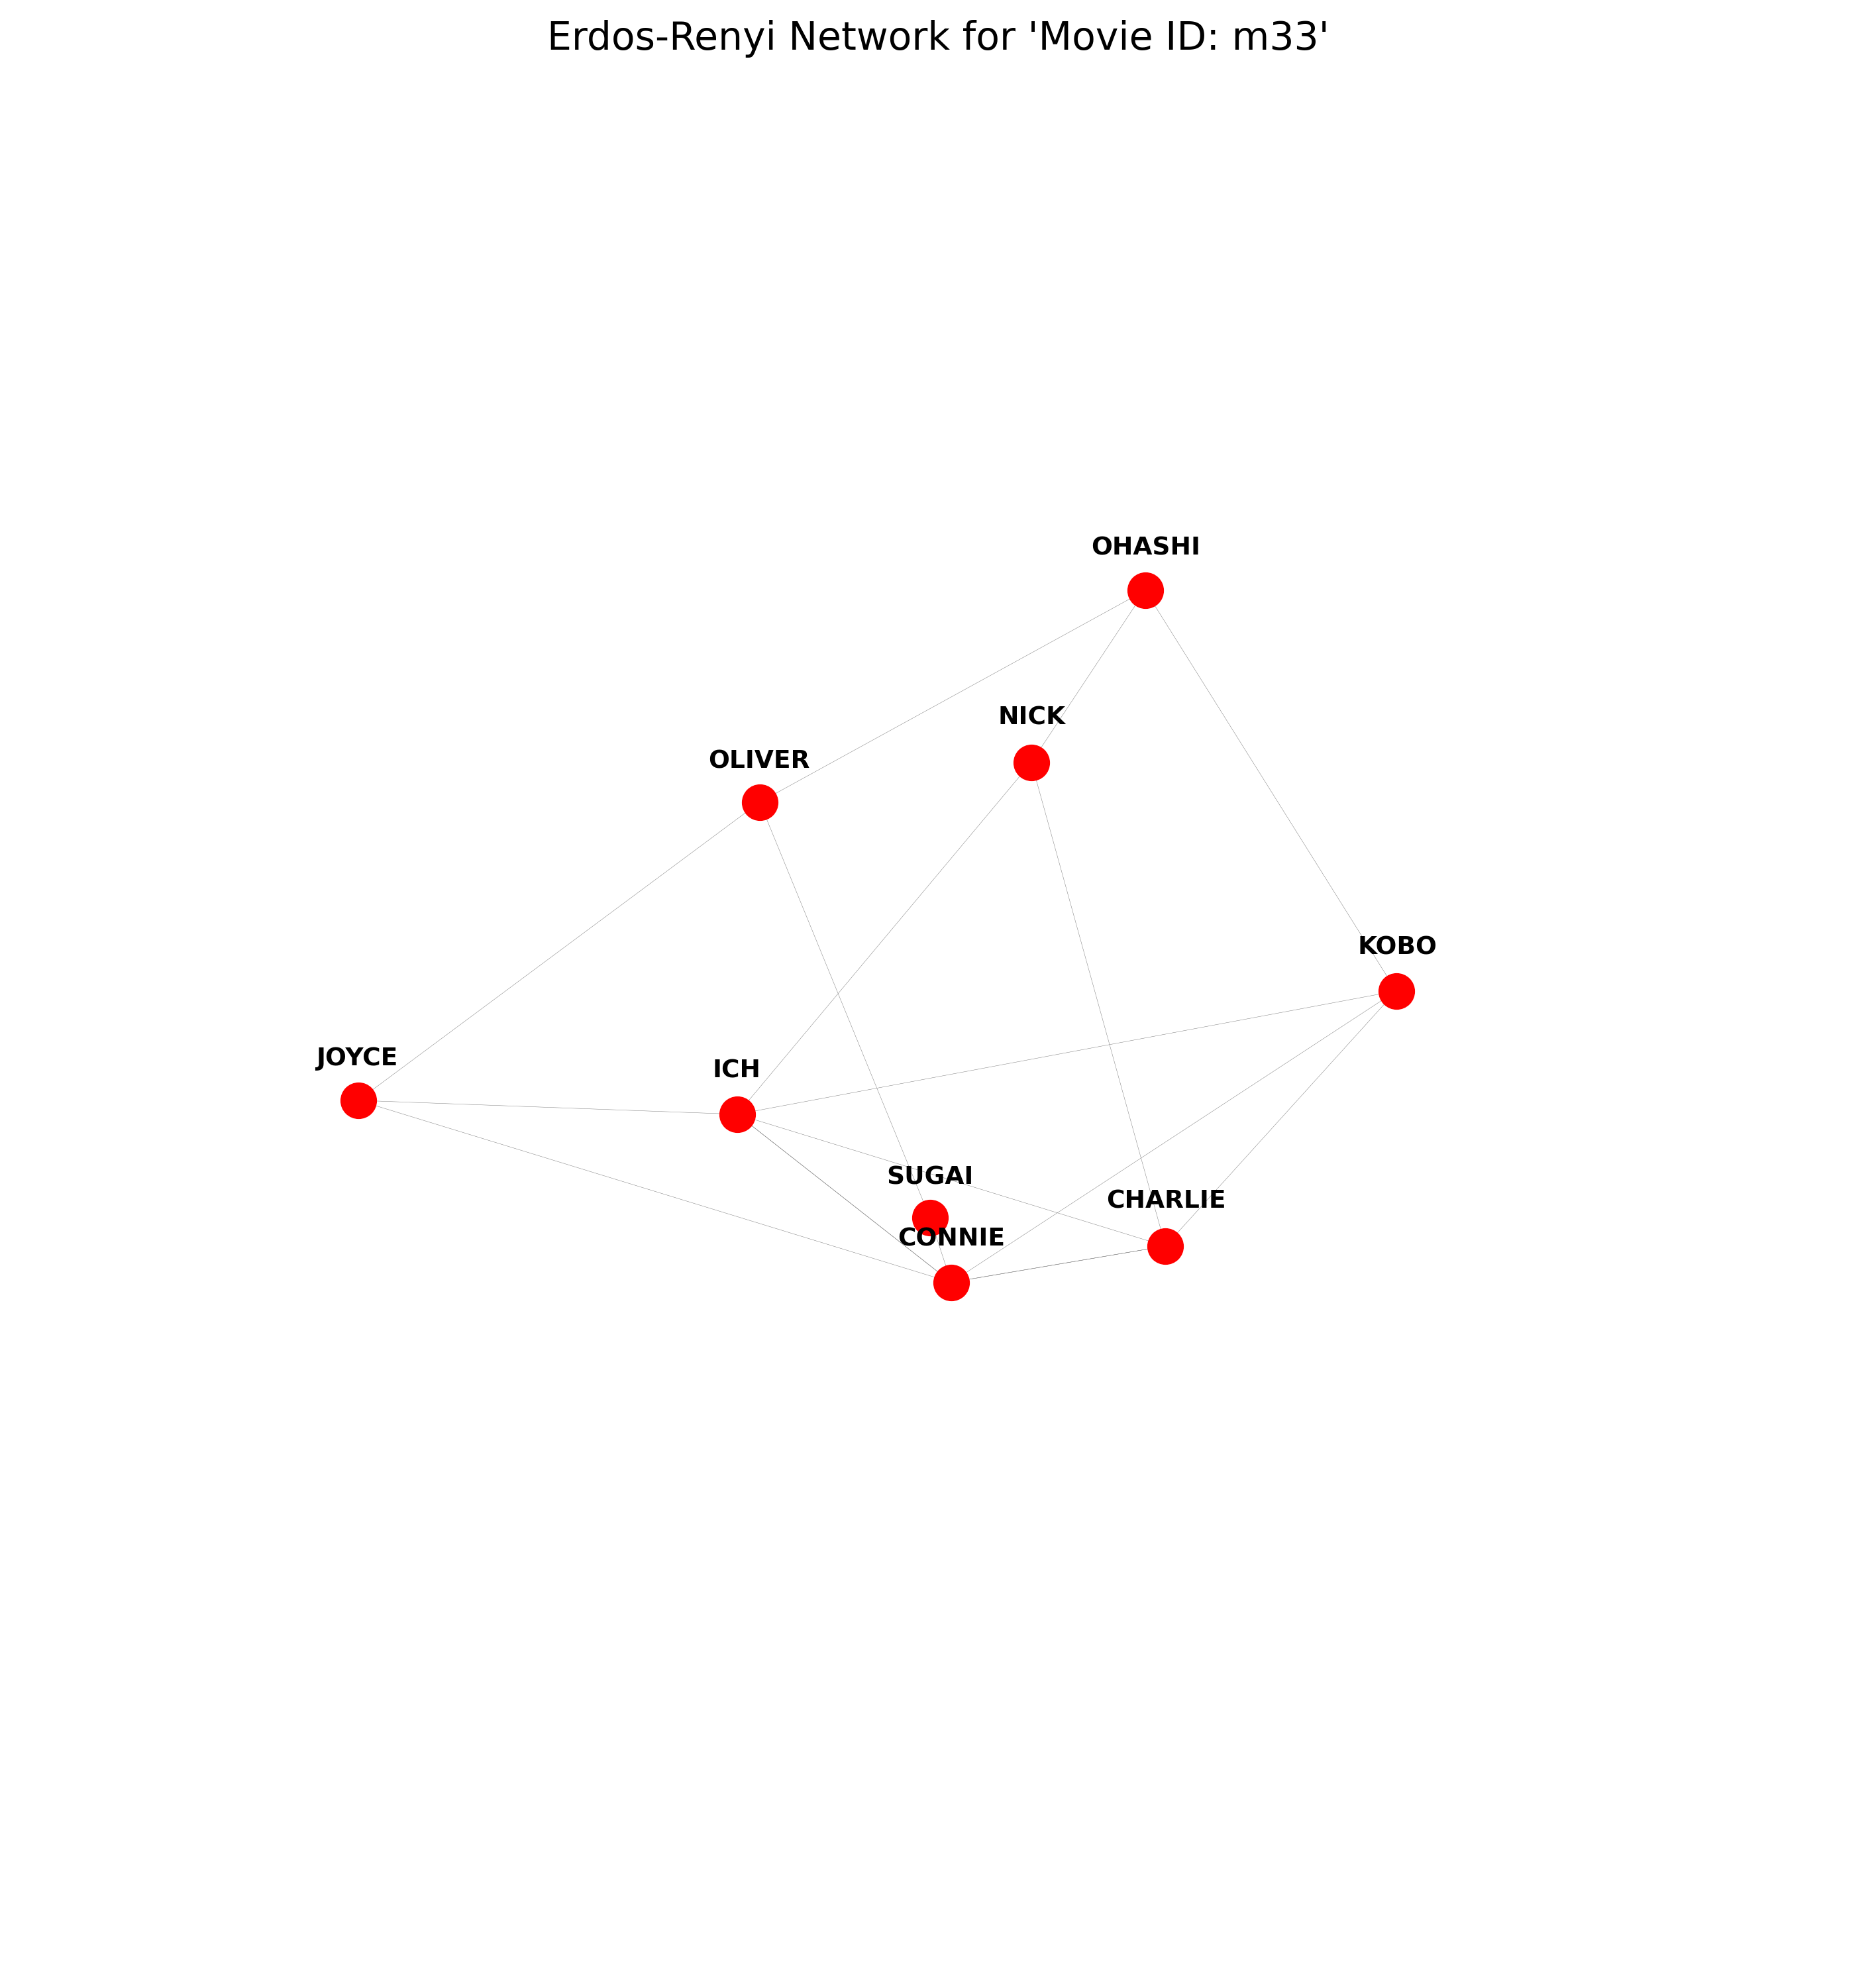 Erdos-Renyi Network for 'Movie ID: m33'
OHASHI
NICK
OLIVER
KOBO
JOYCE
ICH
SUGAI
CHARLIE
CONNIE